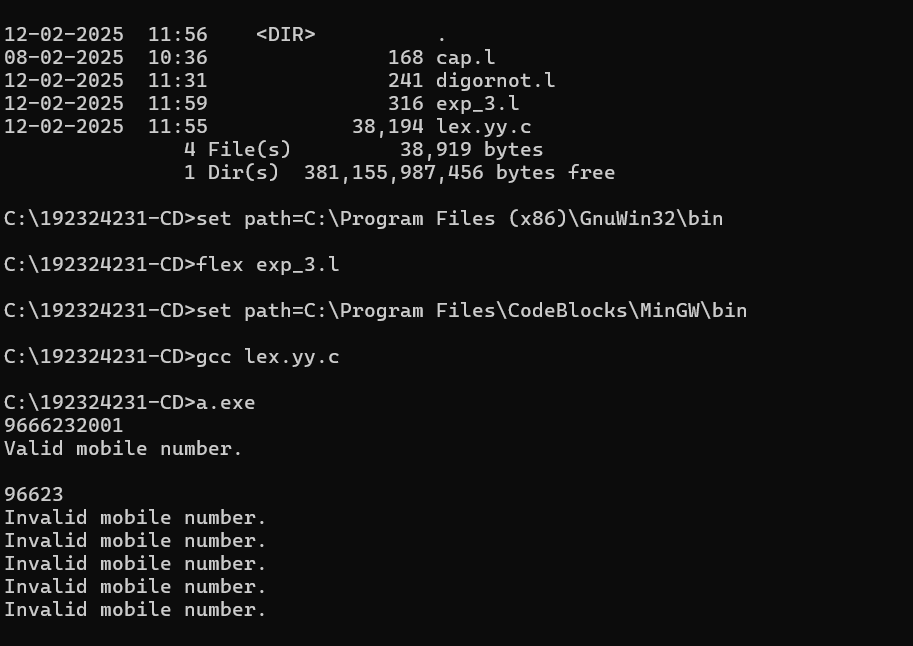 12-02-2025  11:56    <DIR>          .
08-02-2025  10:36               168 cap.l
12-02-2025  11:31               241 digornot.l
12-02-2025  11:59               316 exp_3.l
12-02-2025  11:55            38,194 lex.yy.c
               4 File(s)         38,919 bytes
               1 Dir(s)  381,155,987,456 bytes free
C:\192324231-CD>set path=C:\Program Files (x86)\GnuWin32\bin
C:\192324231-CD>flex exp_3.l
C:\192324231-CD>set path=C:\Program Files\CodeBlocks\MinGW\bin
C:\192324231-CD>gcc lex.yy.c
C:\192324231-CD>a.exe
9666232001
Valid mobile number.
96623
Invalid mobile number.
Invalid mobile number.
Invalid mobile number.
Invalid mobile number.
Invalid mobile number.